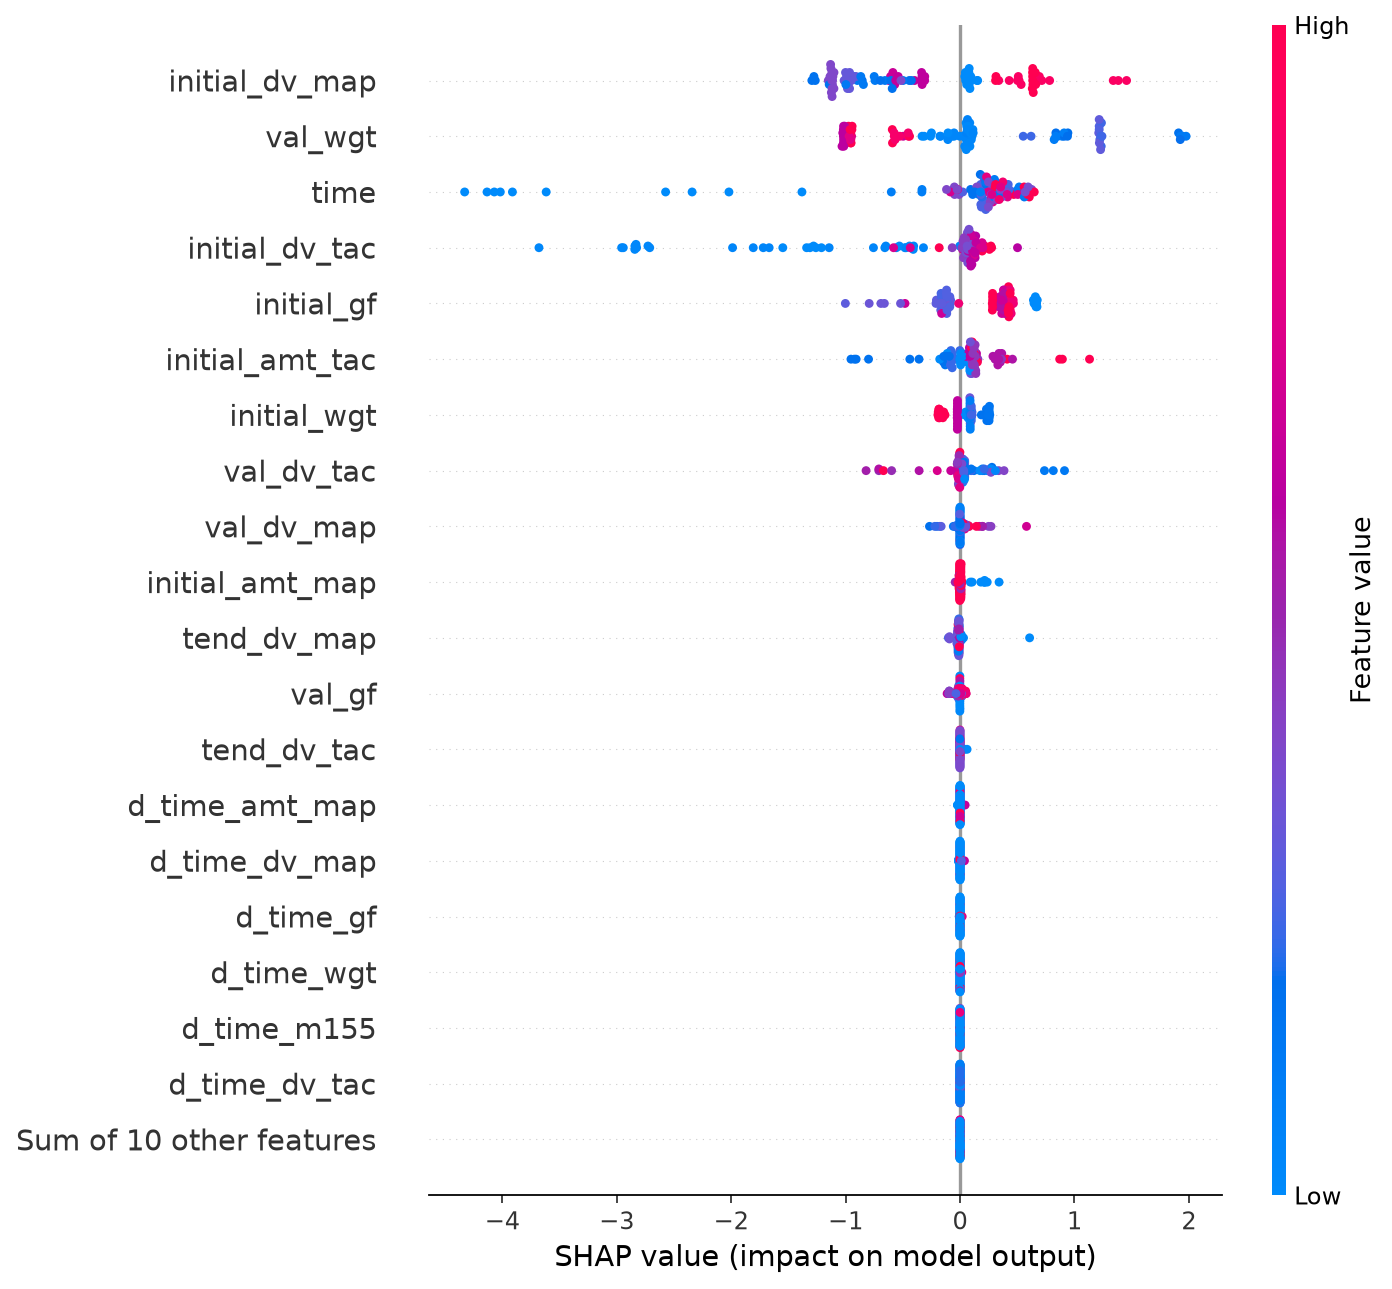 High
initial_dv_map
val_wgt
time
initial_dv_tac
initial_gf
initial_amt_tac
initial_wgt
val_dv_tac
val_dv_map
initial_amt_map
tend_dv_map
val_gf
tend_dv_tac
d_time_amt_map
d_time_dv_map
d_time_gf
d_time_wgt
d_time_m155
d_time_dv_tac
Sum of 10 other features
Feature value
Low
−4 −3 −2 −1 0 1 2
SHAP value (impact on model output)